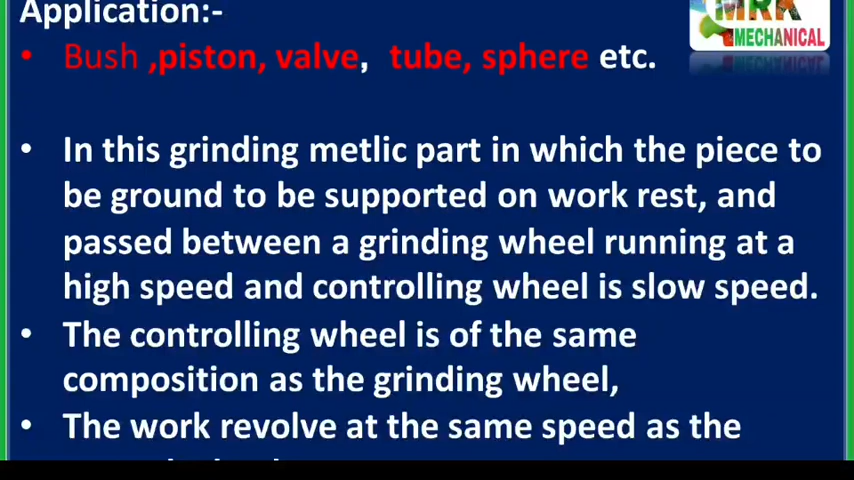 Application:-
MRK
MECHANICAL
• Bush ,piston, valve, tube, sphere etc.
• In this grinding metlic part in which the piece to
be ground to be supported on work rest, and
passed between a grinding wheel running at a
high speed and controlling wheel is slow speed.
• The controlling wheel is of the same
composition as the grinding wheel,
• The work revolve at the same speed as the